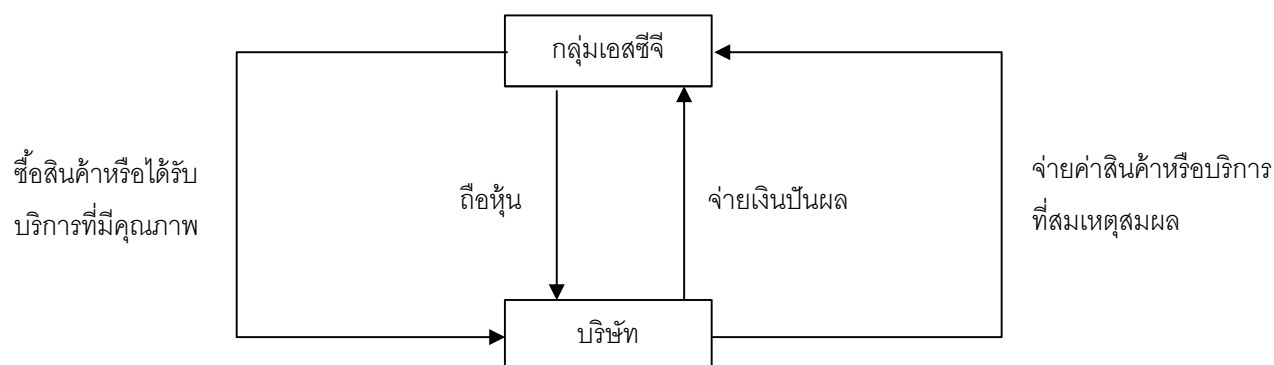 กลุ่มเอสซีจี
ซื้อสินค้าหรือได้รับ
บริการที่มีคุณภาพ
ถือหุ้น
จ่ายเงินปันผล
จ่ายค่าสินค้าหรือบริการ
ที่สมเหตุสมผล
บริษัท